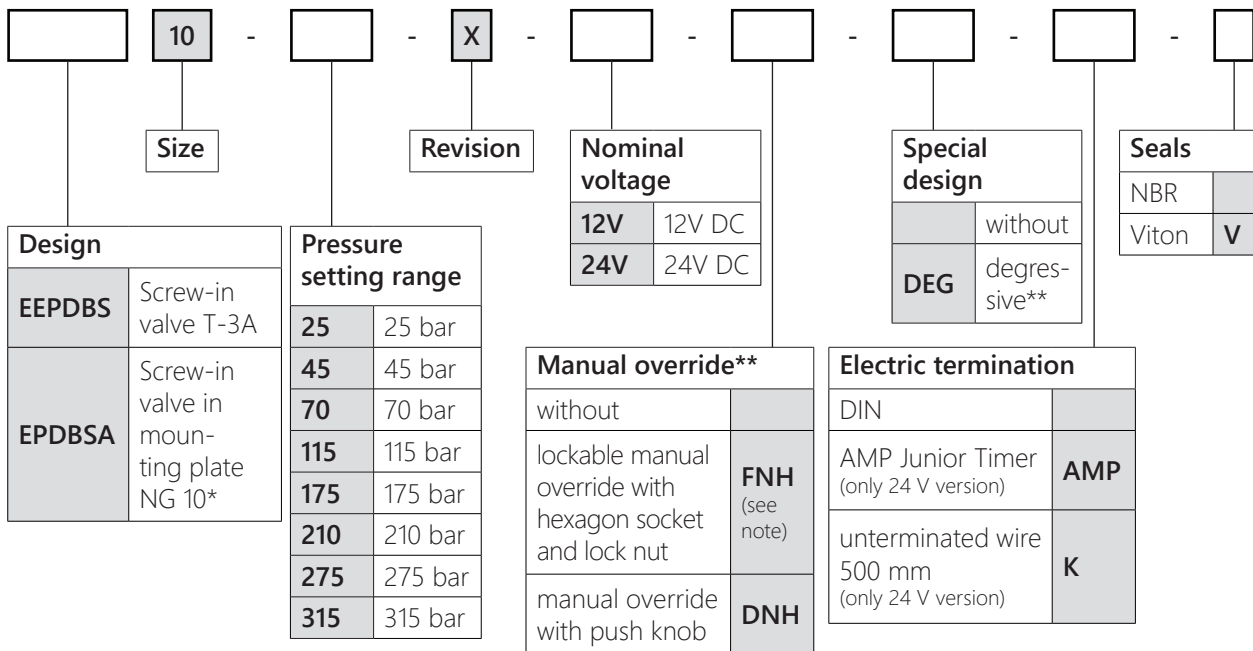 10 - - X - - - - -
Size
Revision
Nominal
voltage
12V 12V DC
24V 24V DC
Special
design
without
DEG degres-
sive**
Seals
NBR
Viton V
Design
EEPDBS Screw-in
valve T-3A
EPDBSA Screw-in
valve in
moun-
ting plate
NG 10*
Pressure
setting range
25 25 bar
45 45 bar
70 70 bar
115 115 bar
175 175 bar
210 210 bar
275 275 bar
315 315 bar
Manual override**
without
lockable manual
override with
hexagon socket
and lock nut
FNH
(see
note)
manual override
with push knob
DNH
Electric termination
DIN
AMP Junior Timer
(only 24 V version)
AMP
unterminated wire
500 mm
(only 24 V version)
K